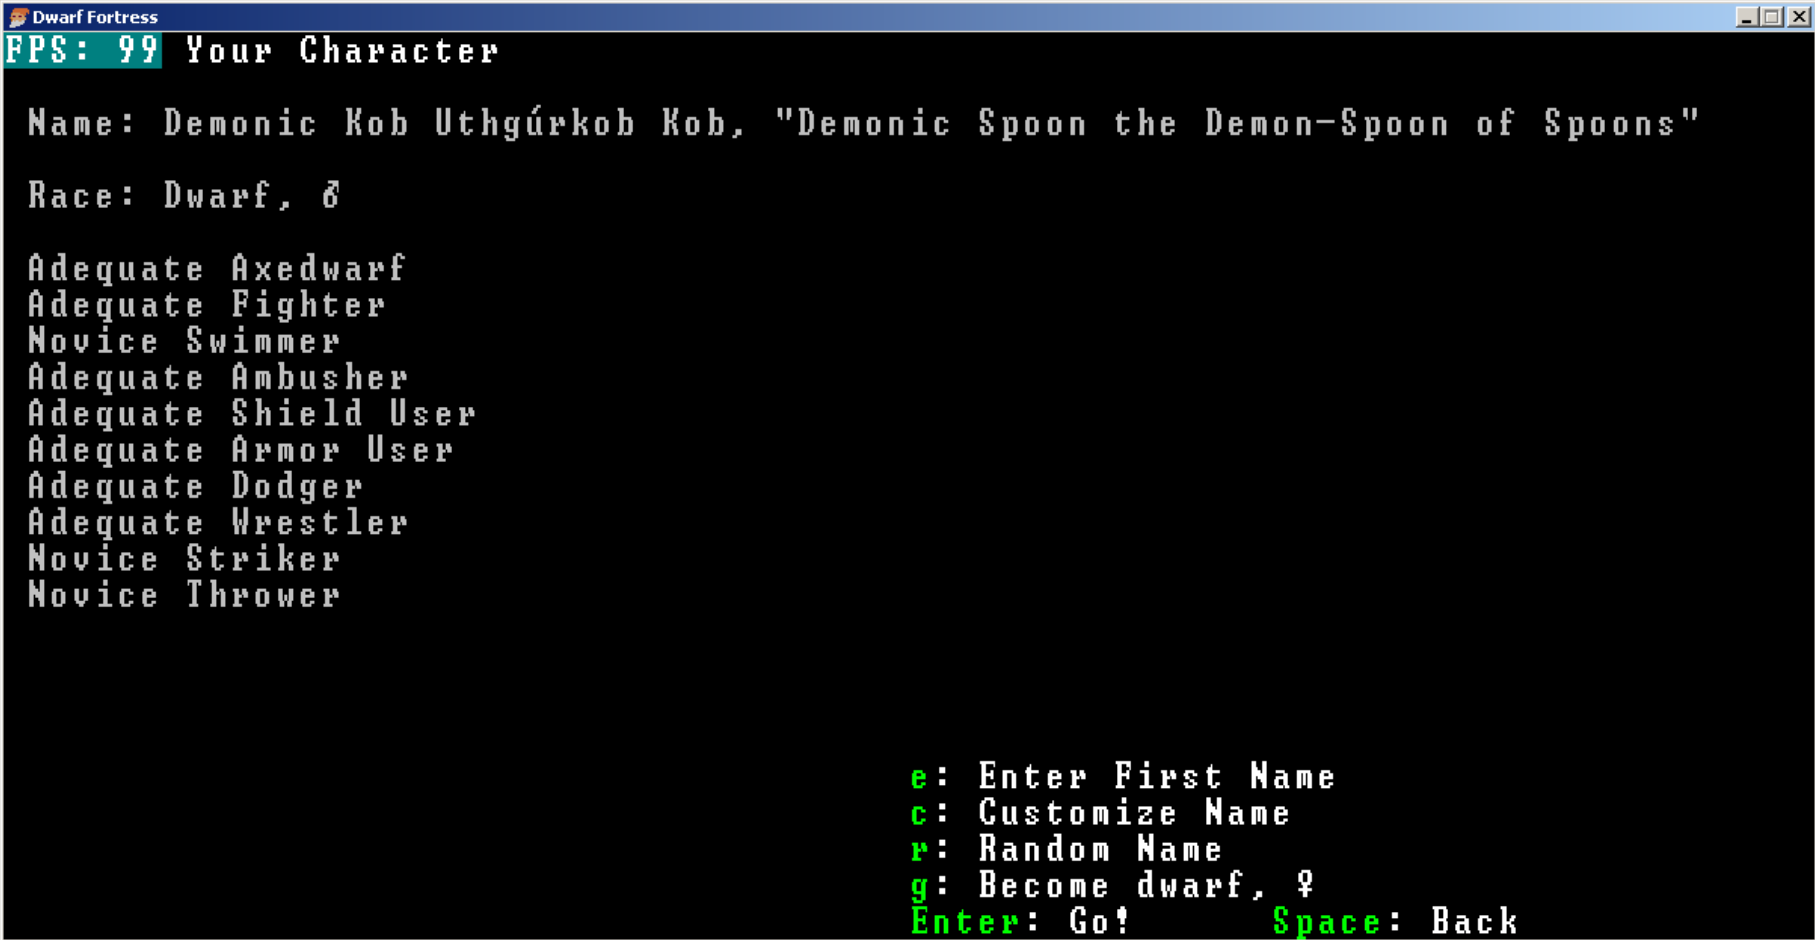 Dwarf Fortress
FPS: 99 Your Character
Name: Demonic Kob Uthgúrkob Kob, "Demonic Spoon the Demon-Spoon of Spoons"
Race: Dwarf, ♂
Adequate Axedwarf
Adequate Fighter
Novice Swimmer
Adequate Ambusher
Adequate Shield User
Adequate Armor User
Adequate Dodger
Adequate Wrestler
Novice Striker
Novice Thrower
e: Enter First Name
c: Customize Name
r: Random Name
g: Become dwarf, ♀
Enter: Go! Space: Back